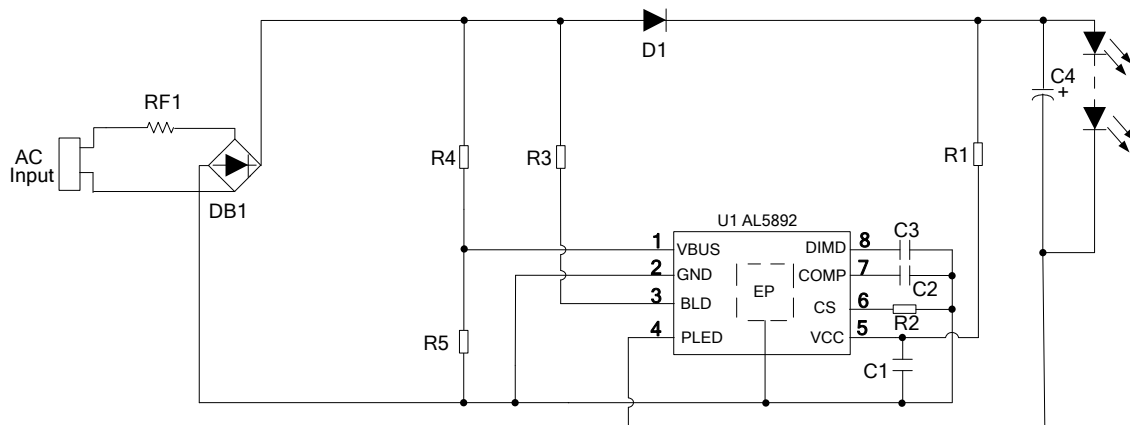 D1
C4
+
RF1
AC
Input
R4
R3
R1
DB1
U1 AL5892
1
VBUS
DIMD
8
C3
2
GND
COMP
7
C2
EP
3
BLD
CS
6
R2
4
PLED
VCC
5
R5
C1